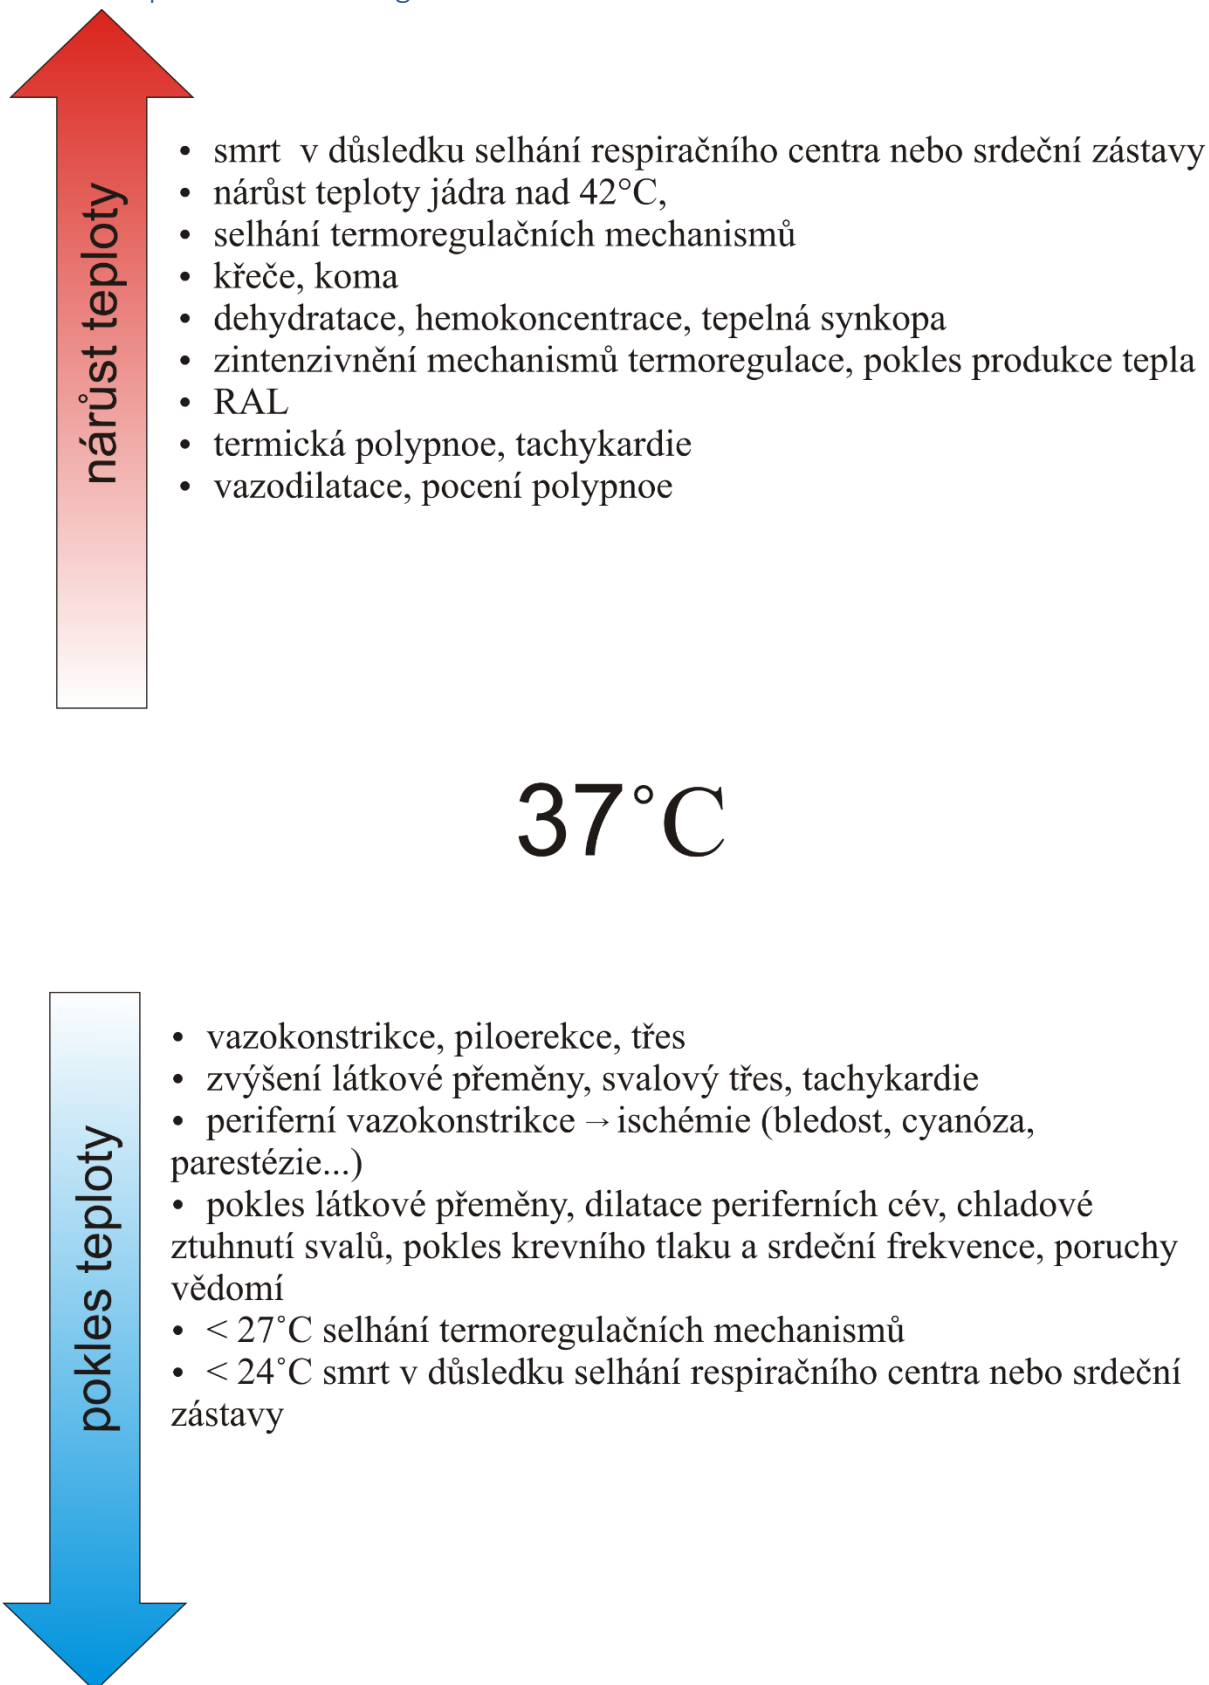 nárůst teploty
• smrt  v důsledku selhání respiračního centra nebo srdeční zástavy
• nárůst teploty jádra nad 42°C,
• selhání termoregulačních mechanismů
• křeče, koma
• dehydratace, hemokoncentrace, tepelná synkopa
• zintenzivnění mechanismů termoregulace, pokles produkce tepla
• RAL
• termická polypnoe, tachykardie
• vazodilatace, pocení polypnoe
37°C
pokles teploty
• vazokonstrikce, piloerekce, třes
• zvýšení látkové přeměny, svalový třes, tachykardie
• periferní vazokonstrikce → ischémie (bledost, cyanóza,
parestézie...)
• pokles látkové přeměny, dilatace periferních cév, chladové
ztuhnutí svalů, pokles krevního tlaku a srdeční frekvence, poruchy
vědomí
• < 27˚C selhání termoregulačních mechanismů
• < 24˚C smrt v důsledku selhání respiračního centra nebo srdeční
zástavy